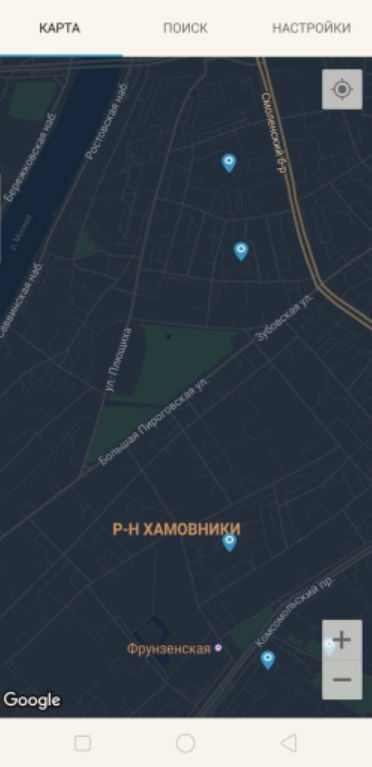 КАРТА
ПОИСК
НАСТРОЙКИ
Бережковская наб.
Ростовская наб.
Смоленский б-р
р. Москва
Саввинская наб.
Зубовская ул.
ул. Плющиха
Большая Пироговская ул.
Р-Н ХАМОВНИКИ
Комсомольский пр.
Фрунзенская
Google